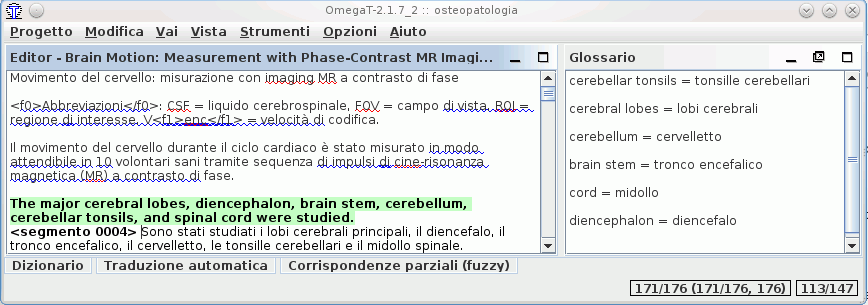 OmegaT-2.1.7_2 :: osteopatologia
Progetto Modifica Vai Vista Strumenti Opzioni Aiuto
Editor - Brain Motion: Measurement with Phase-Contrast MR Imagi...
Movimento del cervello: misurazione con imaging MR a contrasto di fase
<f0>Abbreviazioni</f0>: CSF = liquido cerebrospinale, FOV = campo di vista, ROI =
regione di interesse, V<f1>enc</f1> = velocità di codifica.
Il movimento del cervello durante il ciclo cardiaco è stato misurato in modo
attendibile in 10 volontari sani tramite sequenza di impulsi di cine-risonanza
magnetica (MR) a contrasto di fase.
The major cerebral lobes, diencephalon, brain stem, cerebellum,
cerebellar tonsils, and spinal cord were studied.
<segmento 0004> Sono stati studiati i lobi cerebrali principali, il diencefalo, il
tronco encefalico, il cervelletto, le tonsille cerebellari e il midollo spinale.
Glossario
cerebellar tonsils = tonsille cerebellari
cerebral lobes = lobi cerebrali
cerebellum = cervelletto
brain stem = tronco encefalico
cord = midollo
diencephalon = diencefalo
Dizionario Traduzione automatica Corrispondenze parziali (fuzzy)
171/176 (171/176, 176) 113/147